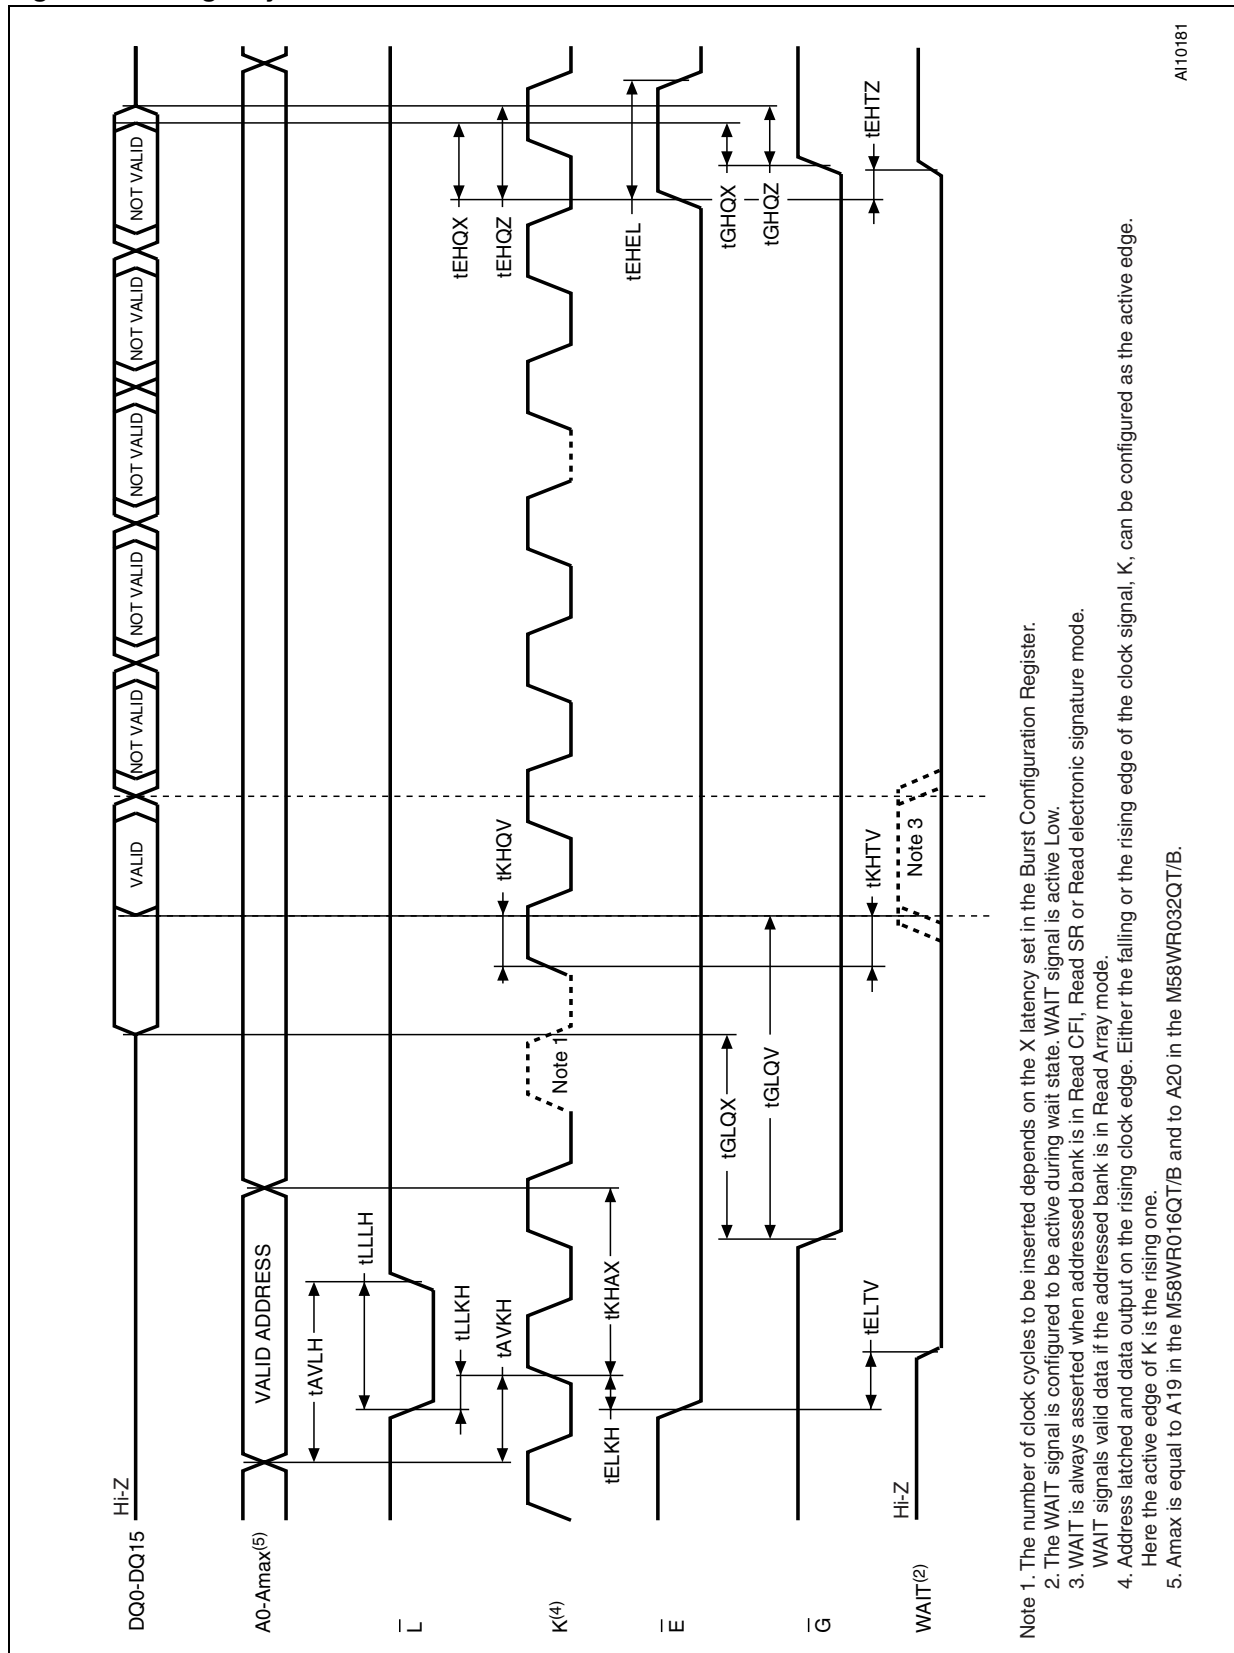 DQ0-DQ15
Hi-Z
VALID
NOT VALID
NOT VALID
NOT VALID
NOT VALID
NOT VALID
A0-Amax(5)
VALID ADDRESS
tAVLH
L
tLLLH
tLLKH
tAVKH
tEHQX
tEHQZ
K(4)
Note 1
tKHQV
tELKH
tKHAX
tEHEL
E
tGLQX
tGLQV
tGHQX
tGHQZ
G
tELTV
tKHTV
tEHTZ
WAIT(2)
Hi-Z
Note 3
Note 1. The number of clock cycles to be inserted depends on the X latency set in the Burst Configuration Register.
2. The WAIT signal is configured to be active during wait state. WAIT signal is active Low.
3. WAIT is always asserted when addressed bank is in Read CFI, Read SR or Read electronic signature mode.
WAIT signals valid data if the addressed bank is in Read Array mode.
4. Address latched and data output on the rising clock edge. Either the falling or the rising edge of the clock signal, K, can be configured as the active edge.
Here the active edge of K is the rising one.
5. Amax is equal to A19 in the M58WR016QT/B and to A20 in the M58WR032QT/B.
AI10181